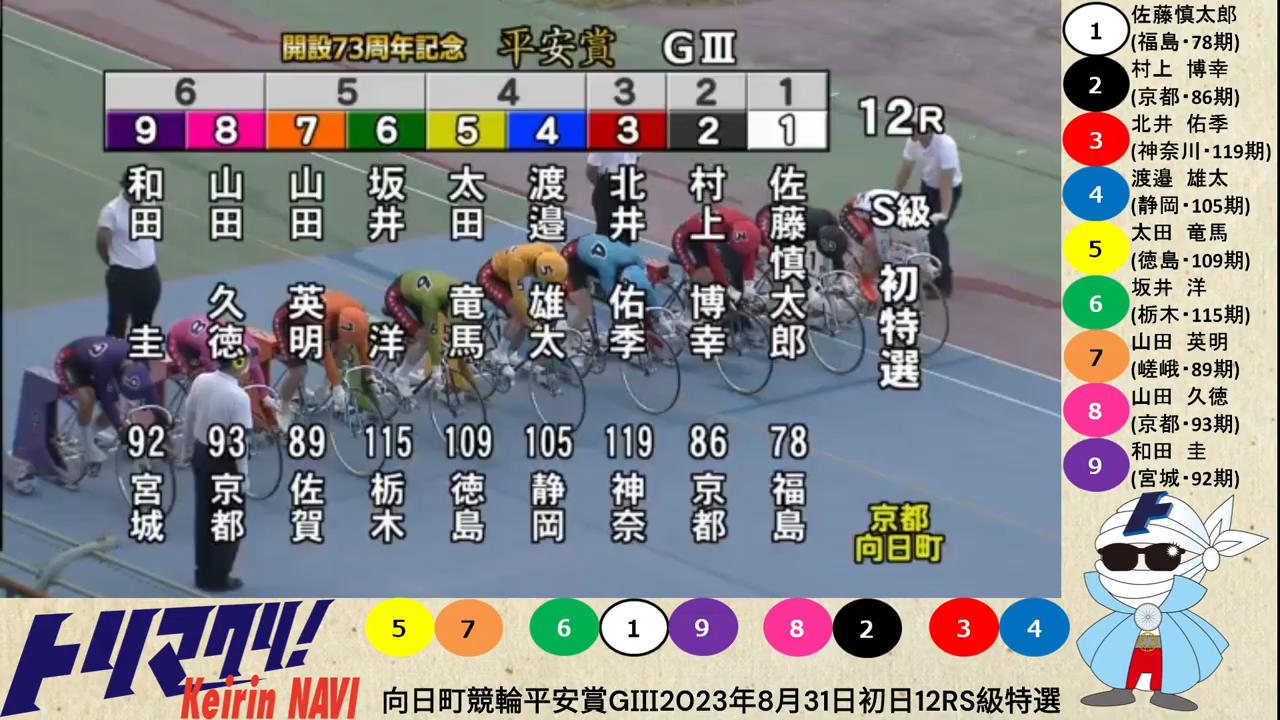 開設73周年記念 平安賞 GⅢ
6 5 4 3 2 1
9 8 7 6 5 4 3 2 1
12R
和田 圭 92 宮城
山田 久徳 93 京都
山田 英明 89 佐賀
坂井 洋 115 栃木
太田 竜馬 109 徳島
渡邉 雄太 105 静岡
北井 佑季 119 神奈
村上 博幸 86 京都
佐藤慎太郎 78 福島
S級 初特選
京都
向日町
1 佐藤慎太郎
(福島・78期)
2 村上 博幸
(京都・86期)
3 北井 佑季
(神奈川・119期)
4 渡邉 雄太
(静岡・105期)
5 太田 竜馬
(徳島・109期)
6 坂井 洋
(栃木・115期)
7 山田 英明
(嵯峨・89期)
8 山田 久徳
(京都・93期)
9 和田 圭
(宮城・92期)
トリマクリ!
Keirin NAVI
5 7 6 1 9 8 2 3 4
向日町競輪平安賞GIII2023年8月31日初日12RS級特選